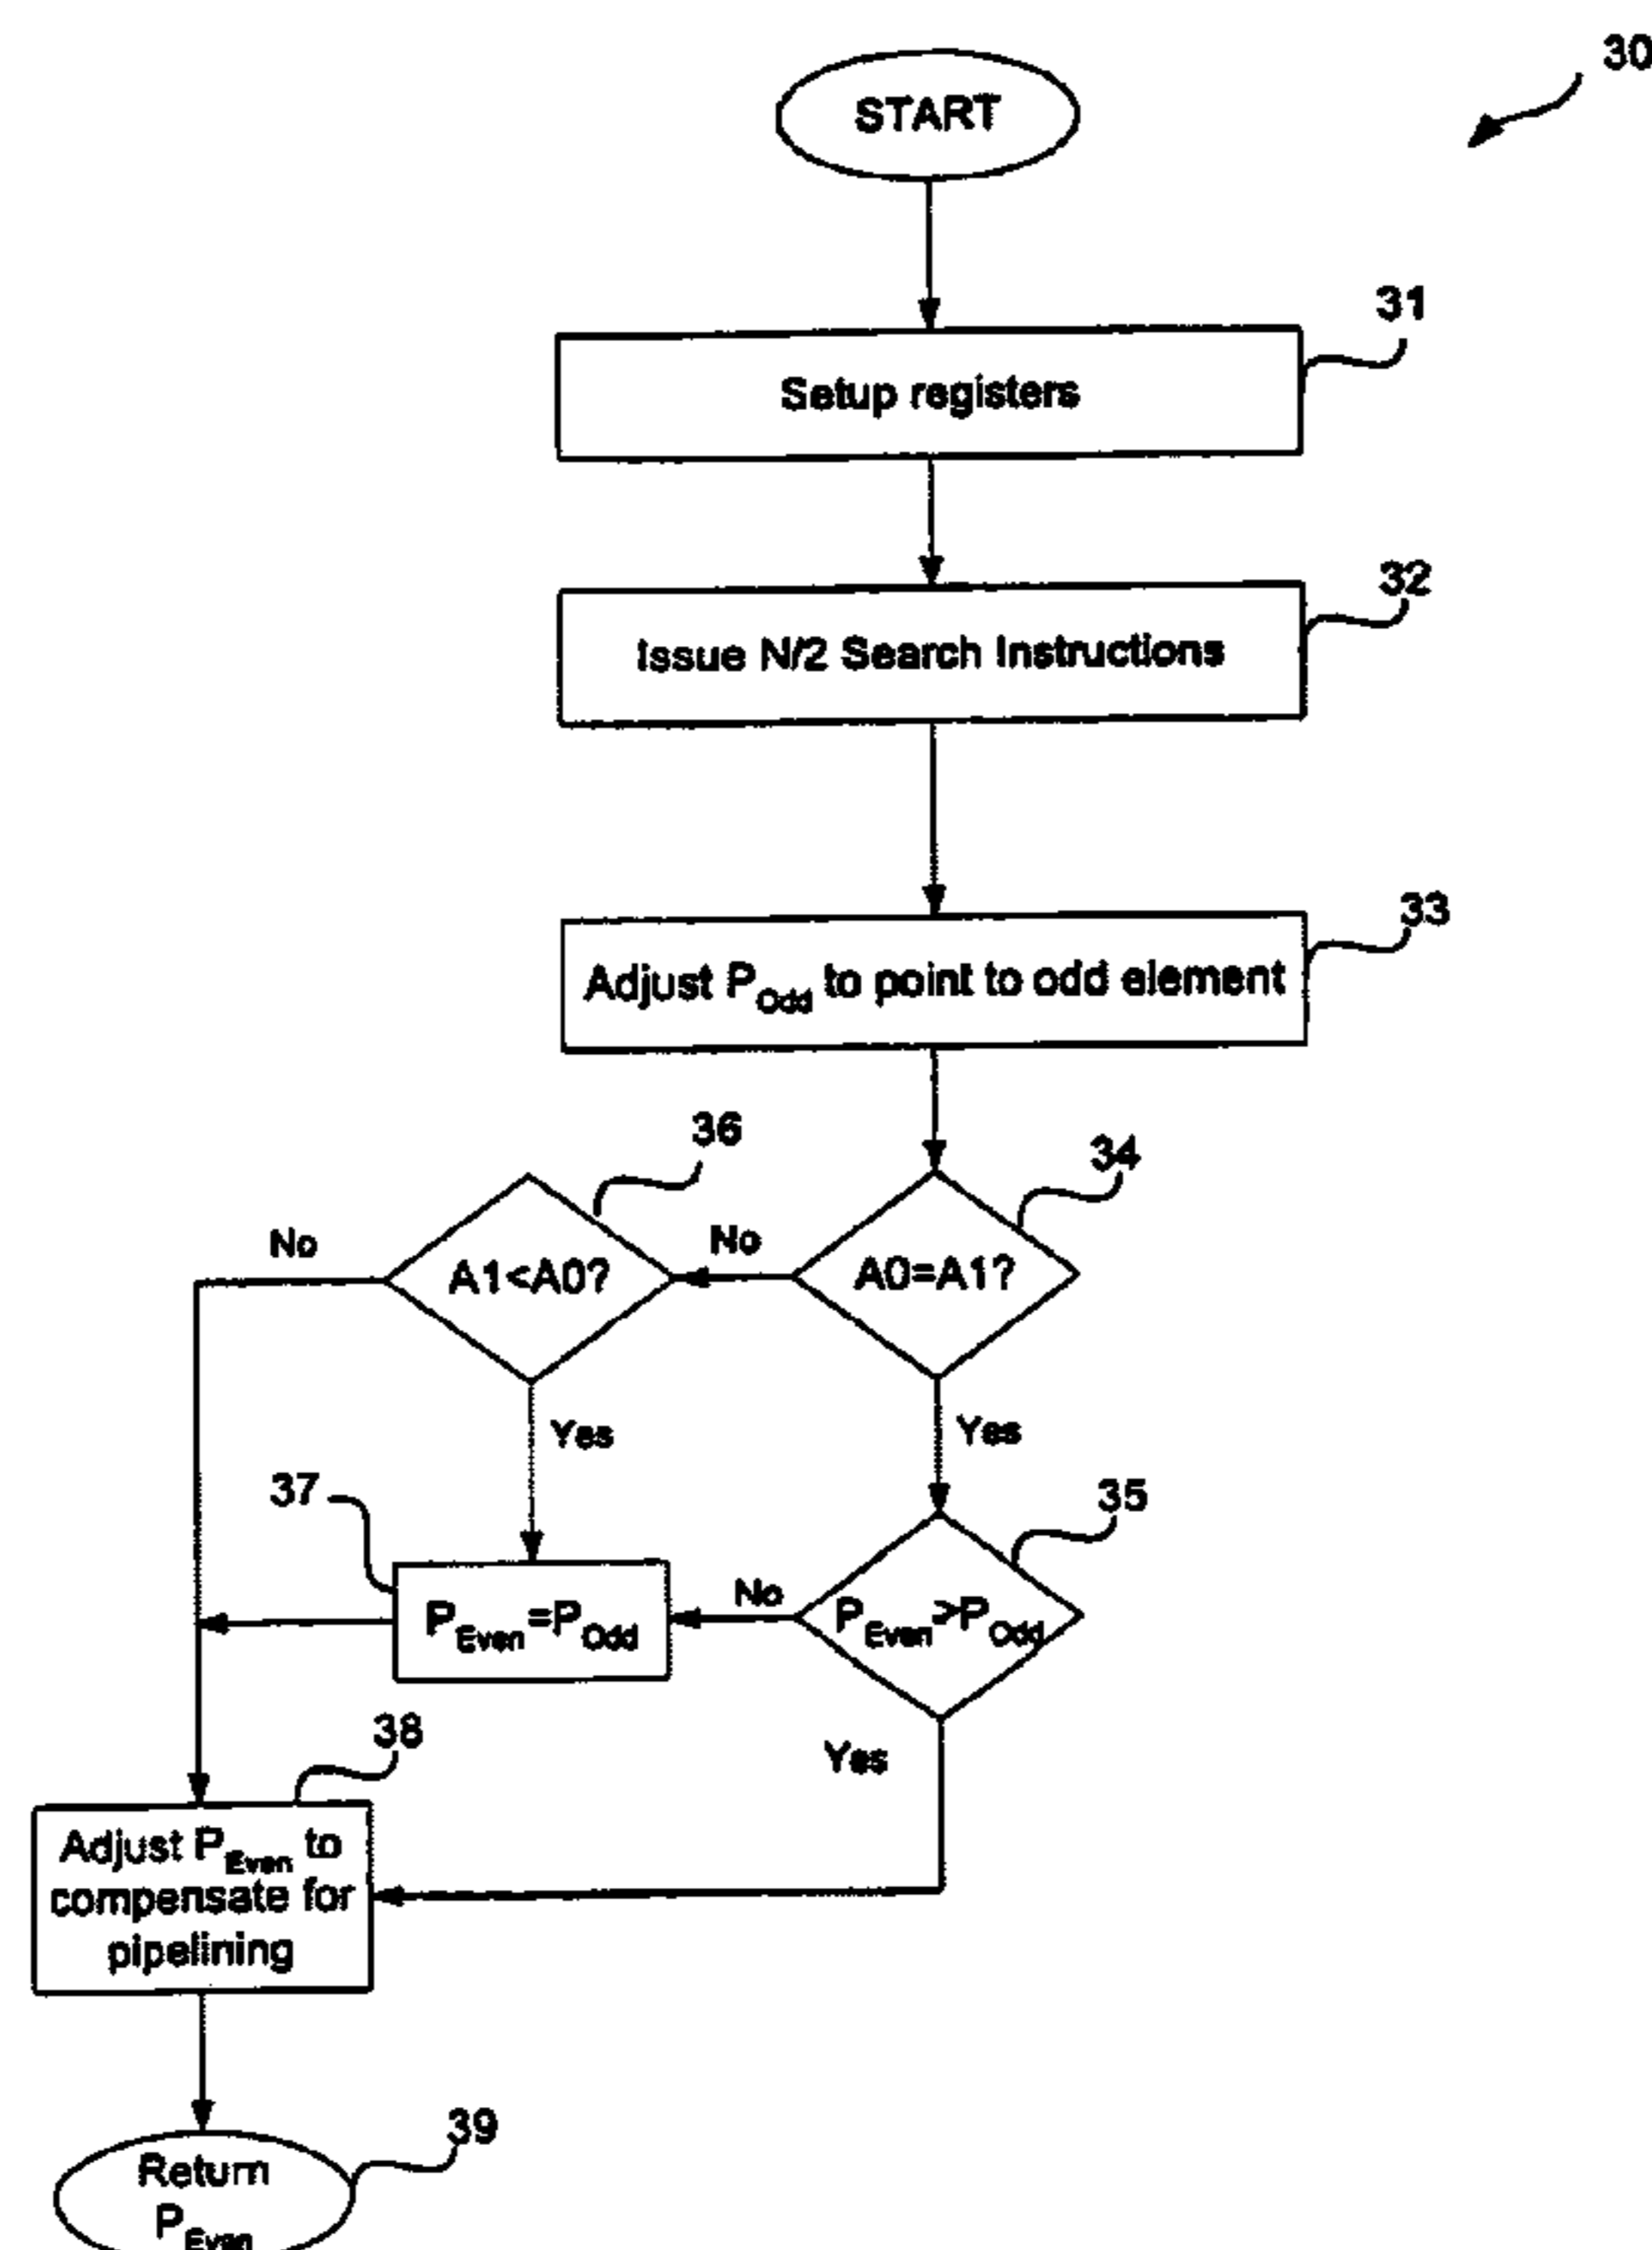 30
START
31
Setup registers
32
Issue N/2 Search Instructions
33
Adjust P_Odd to point to odd element
36
34
No
A1<A0?
No
A0=A1?
Yes
Yes
37
35
P_Even=P_Odd
No
P_Even>P_Odd
38
Yes
Adjust P_Even to
compensate for
pipelining
39
Return
P_Even